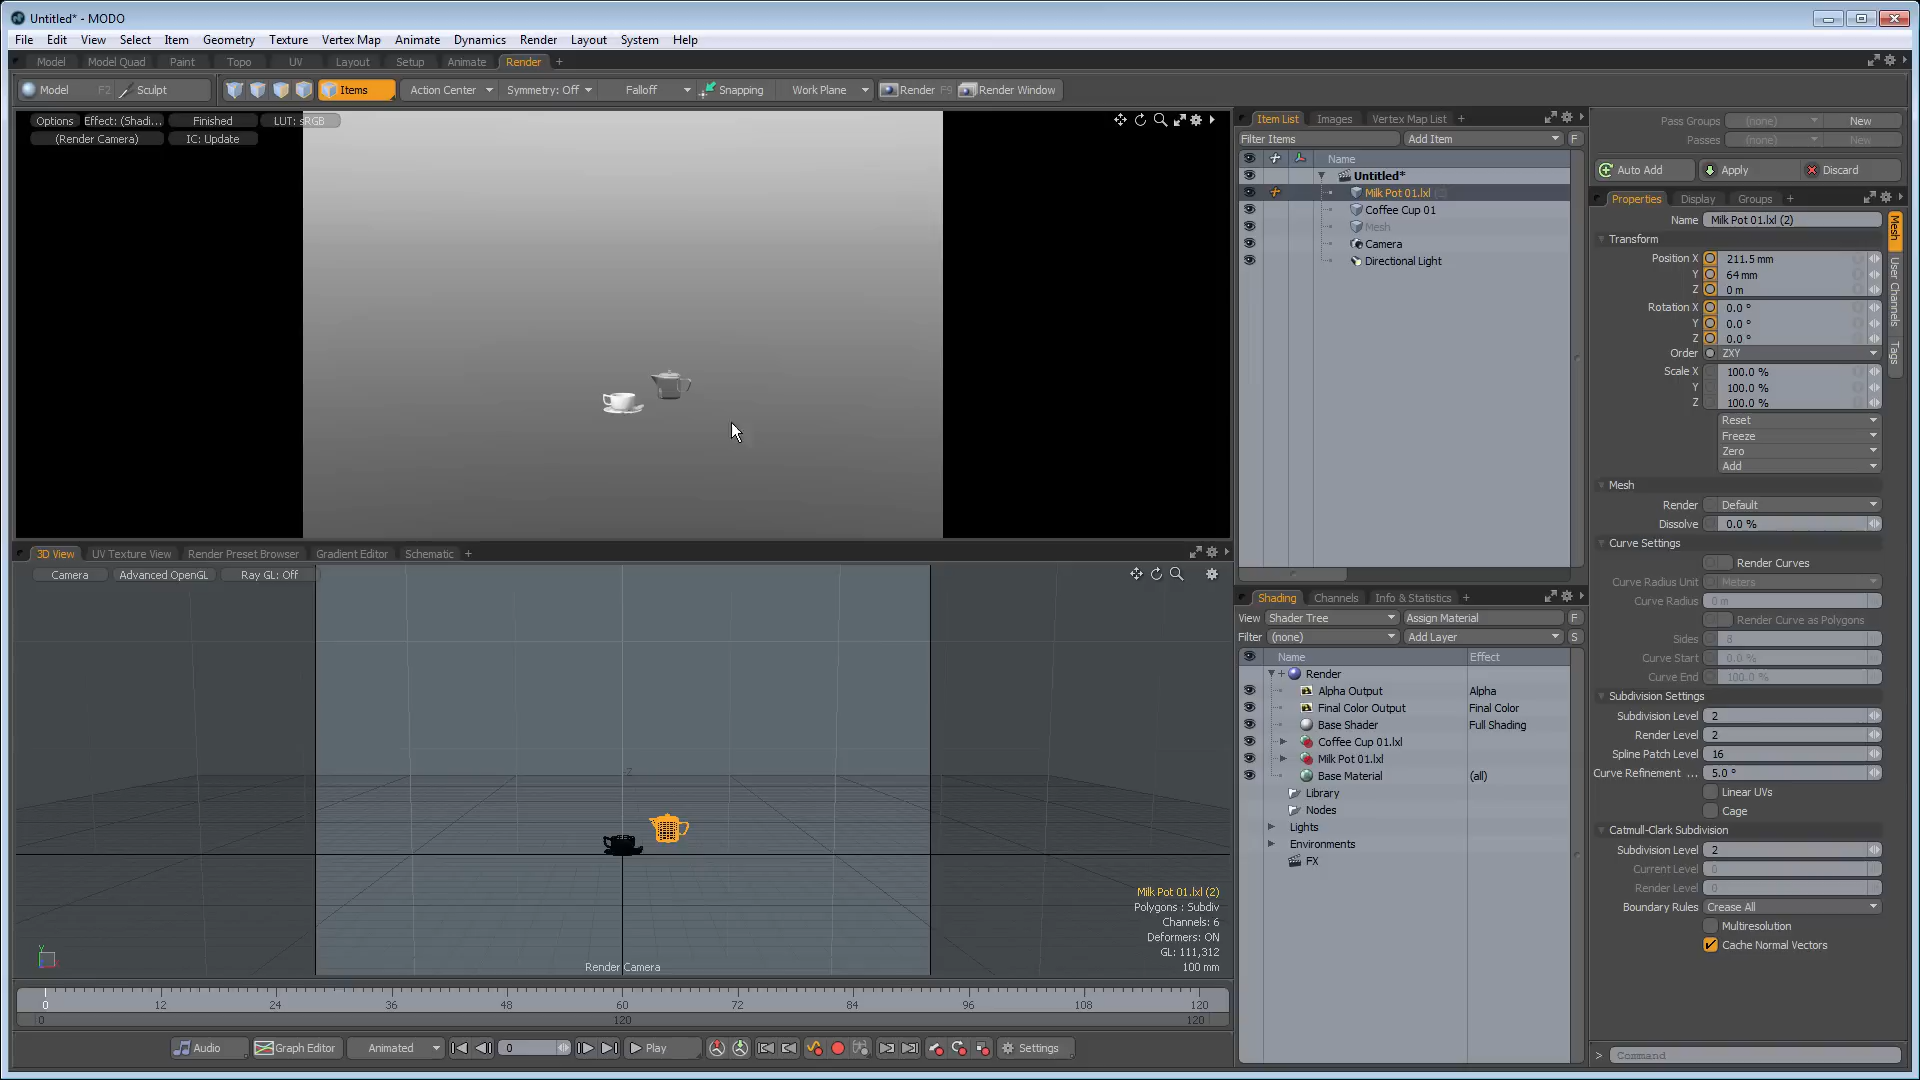 Untitled* - MODO
File Edit View Select Item Geometry Texture Vertex Map Animate Dynamics Render Layout System Help
Model Model Quad Paint Topo UV Layout Setup Animate Render +
Model F2 Sculpt Items Action Center Symmetry: Off Falloff Snapping Work Plane Render F9 Render Window
Options Effect: (Shadi... Finished LUT: sRGB
(Render Camera) IC: Update
3D View UV Texture View Render Preset Browser Gradient Editor Schematic +
Camera Advanced OpenGL Ray GL: Off
Z
Y
Milk Pot 01.lxl (2)
Polygons : Subdiv
Channels: 6
Deformers: ON
GL: 111,312
100 mm
Render Camera
0 12 24 36 48 60 72 84 96 108 120
0 120 120
Audio Graph Editor Animated 0 Play Settings
Item List Images Vertex Map List +
Filter Items Add Item F
Name
Untitled*
Milk Pot 01.lxl
Coffee Cup 01
Mesh
Camera
Directional Light
Shading Channels Info & Statistics +
View Shader Tree Assign Material F
Filter (none) Add Layer S
Name Effect
Render
Alpha Output Alpha
Final Color Output Final Color
Base Shader Full Shading
Coffee Cup 01.lxl
Milk Pot 01.lxl
Base Material (all)
Library
Nodes
Lights
Environments
FX
Pass Groups (none) New
Passes (none) New
Auto Add Apply Discard
Properties Display Groups +
Name Milk Pot 01.lxl (2)
Transform
Position X 211.5 mm
Y 64 mm
Z 0 m
Rotation X 0.0 °
Y 0.0 °
Z 0.0 °
Order ZXY
Scale X 100.0 %
Y 100.0 %
Z 100.0 %
Reset
Freeze
Zero
Add
Mesh
Render Default
Dissolve 0.0 %
Curve Settings
Render Curves
Curve Radius Unit Meters
Curve Radius 0 m
Render Curve as Polygons
Sides 8
Curve Start 0.0 %
Curve End 100.0 %
Subdivision Settings
Subdivision Level 2
Render Level 2
Spline Patch Level 16
Curve Refinement ... 5.0 °
Linear UVs
Cage
Catmull-Clark Subdivision
Subdivision Level 2
Current Level 0
Render Level 0
Boundary Rules Crease All
Multiresolution
Cache Normal Vectors
Mesh
User Channels
Tags
> Command